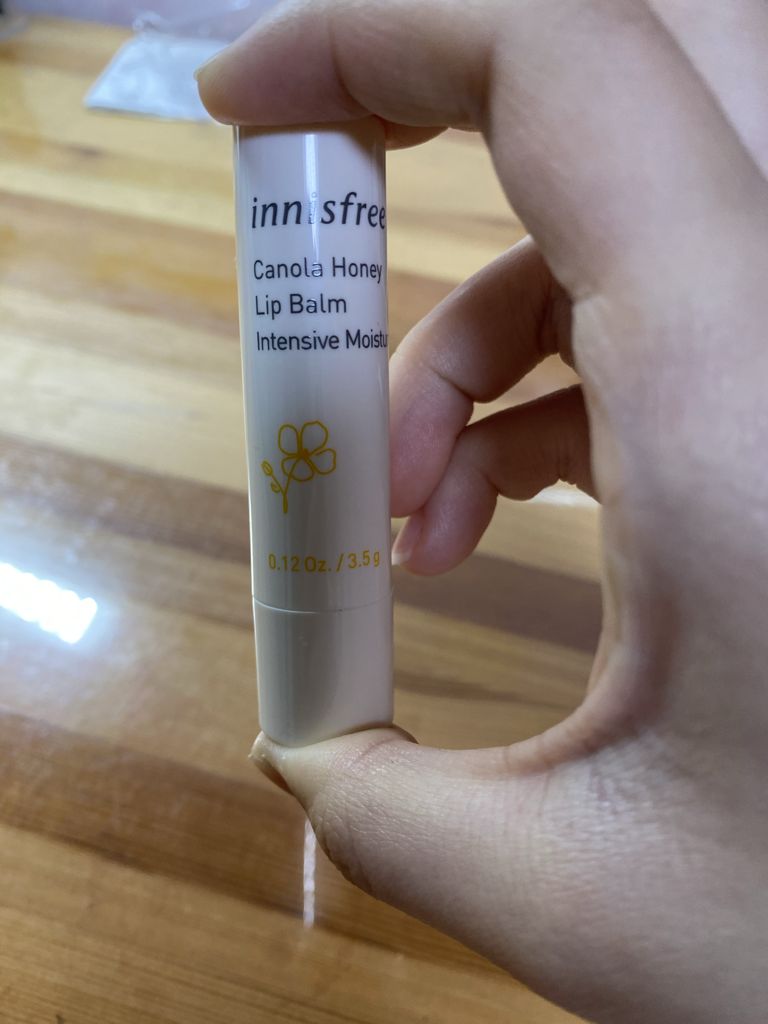 innisfree
Canola Honey
Lip Balm
Intensive Moistu
0.12 Oz. / 3.5 g